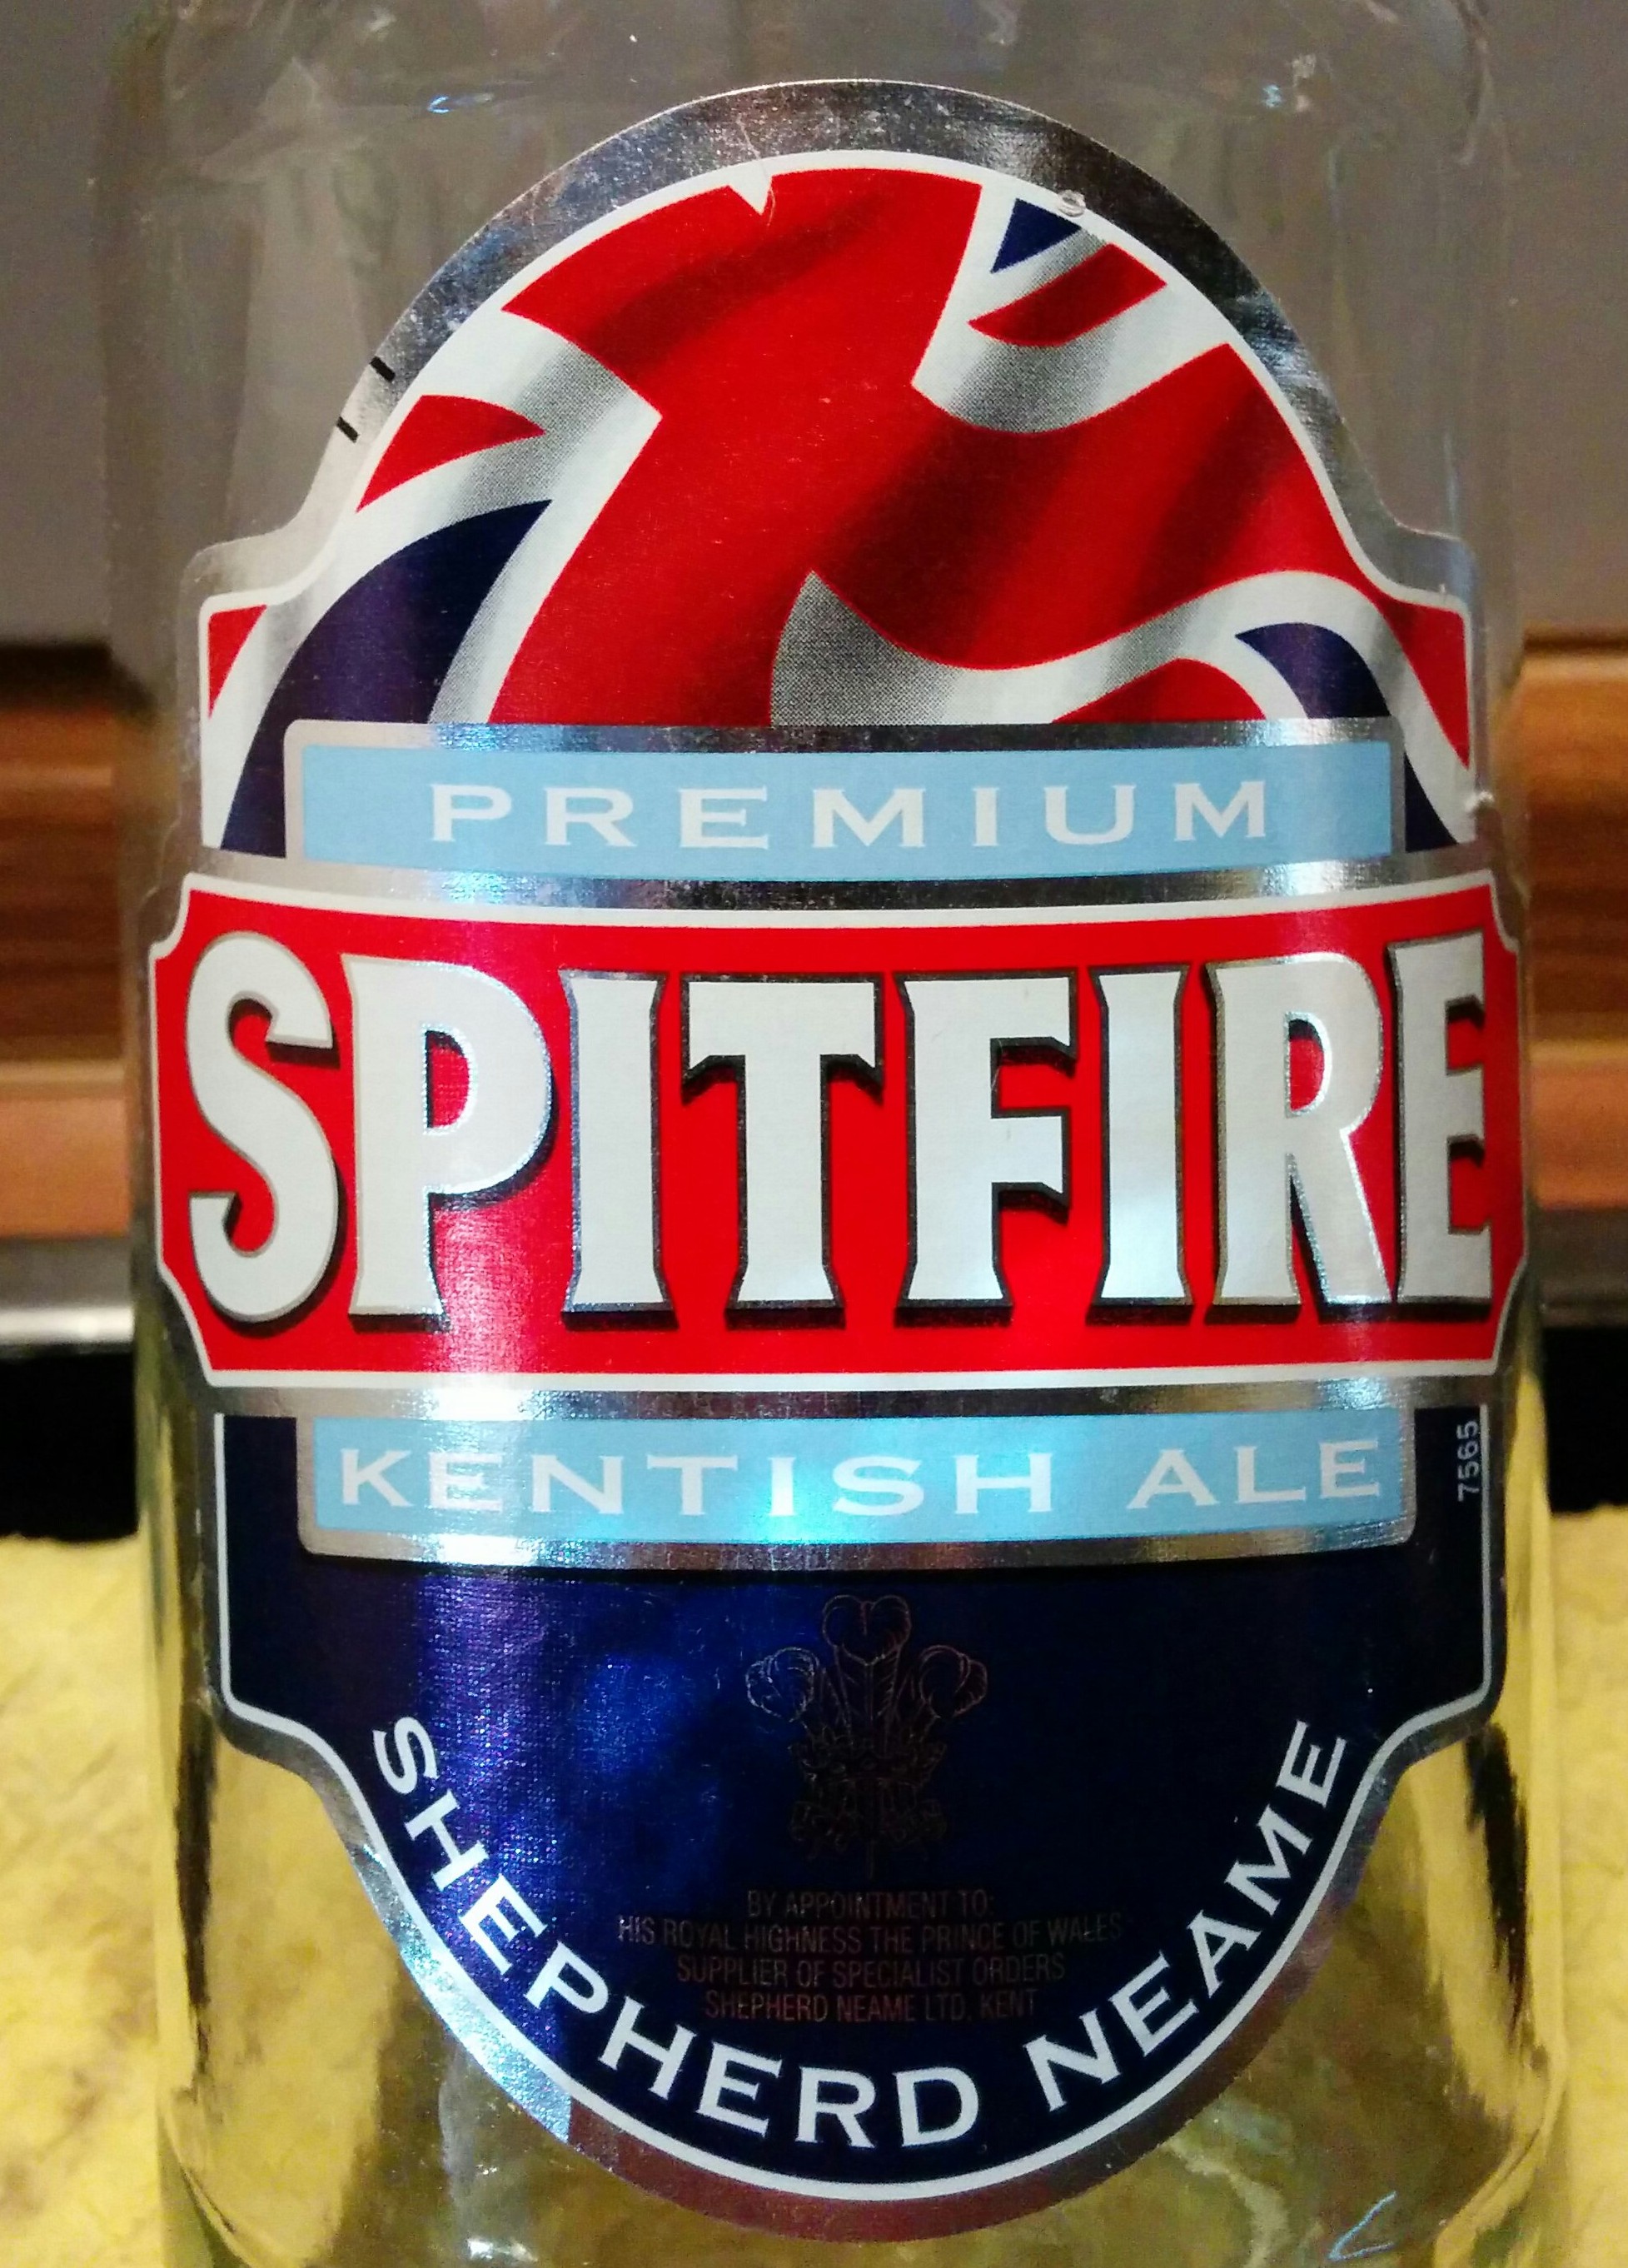 PREMIUM
SPITFIRE
KENTISH ALE
7565
BY APPOINTMENT TO:
HIS ROYAL HIGHNESS THE PRINCE OF WALES
SUPPLIER OF SPECIALIST ORDERS
SHEPHERD NEAME LTD, KENT
SHEPHERD NEAME